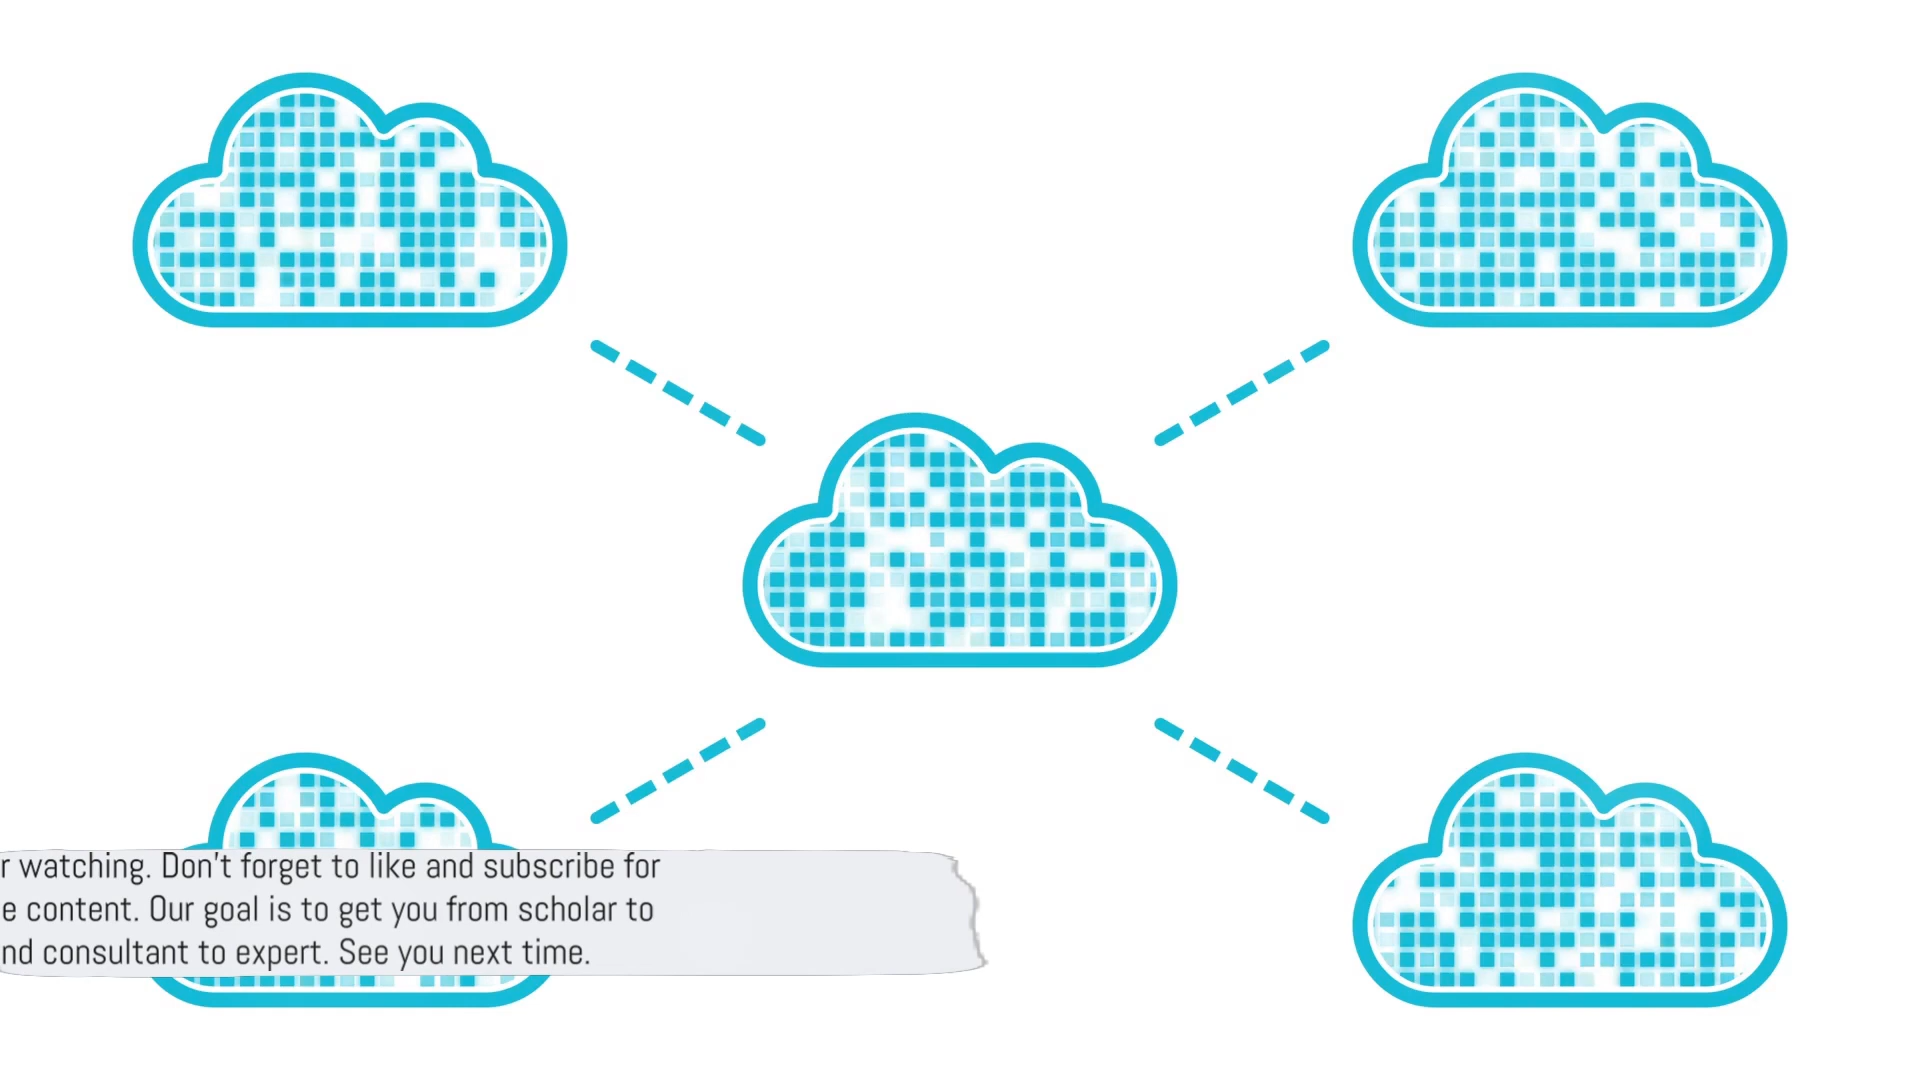 r watching. Don't forget to like and subscribe for
e content. Our goal is to get you from scholar to
nd consultant to expert. See you next time.